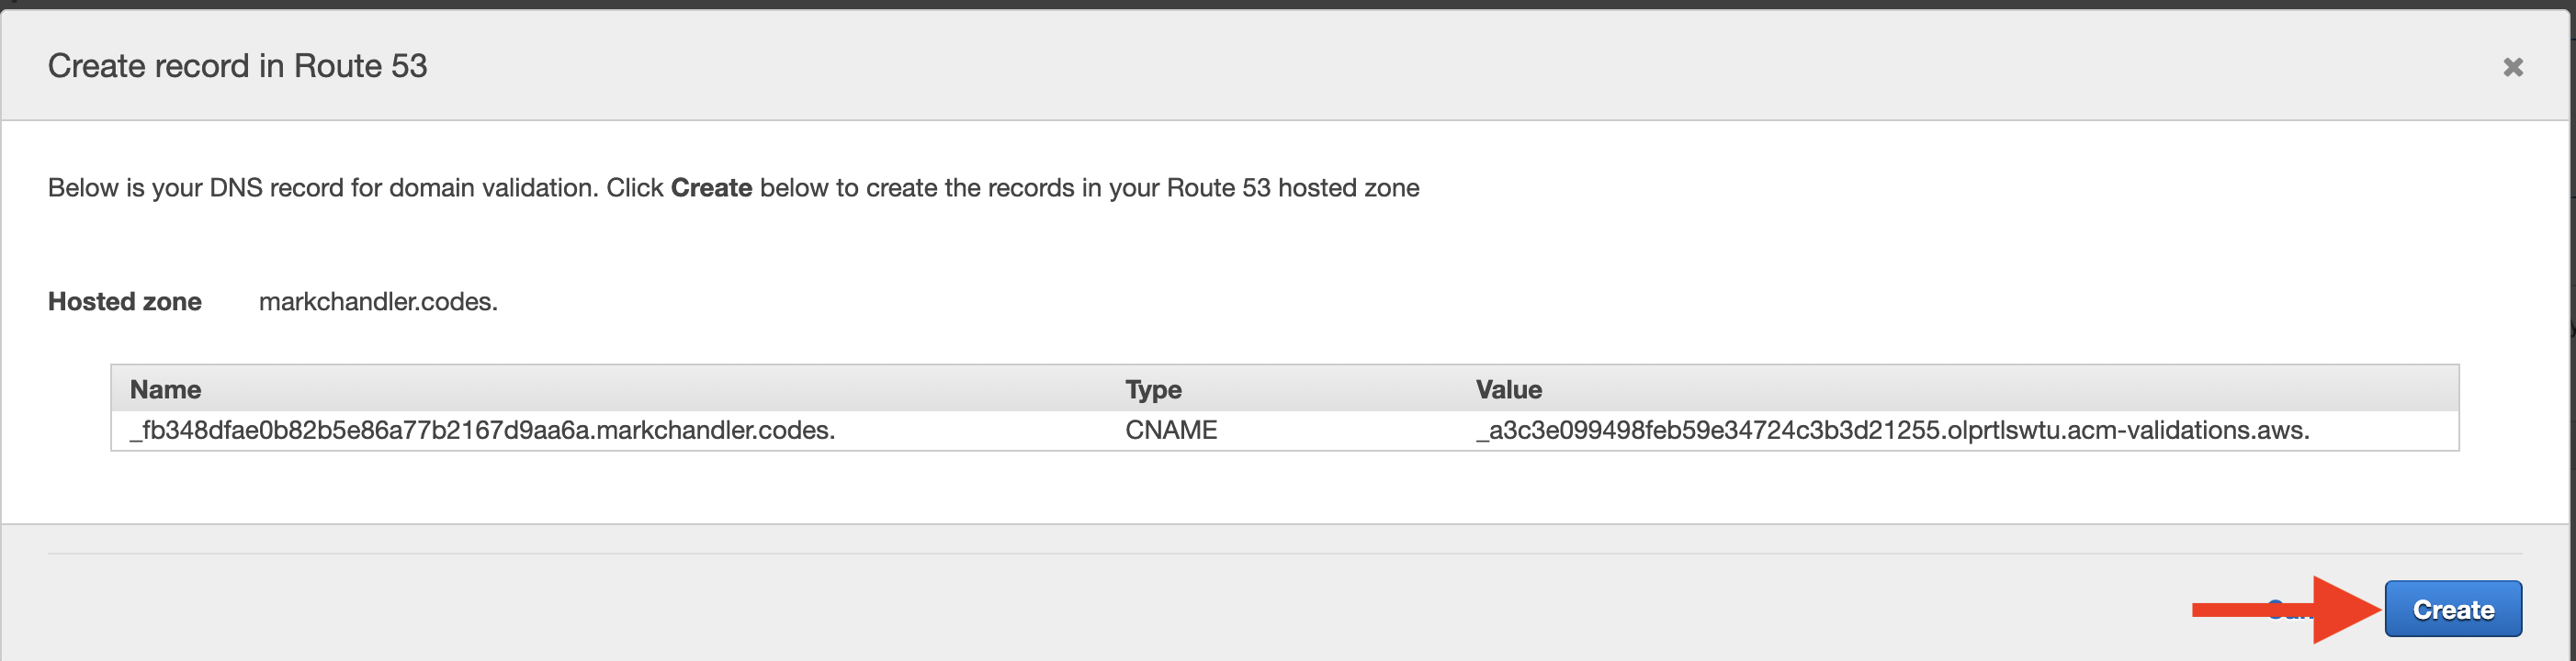 Create record in Route 53
Below is your DNS record for domain validation. Click Create below to create the records in your Route 53 hosted zone
Hosted zone markchandler.codes.
Name Type Value
_fb348dfae0b82b5e86a77b2167d9aa6a.markchandler.codes. CNAME _a3c3e099498feb59e34724c3b3d21255.olprtlswtu.acm-validations.aws.
Create